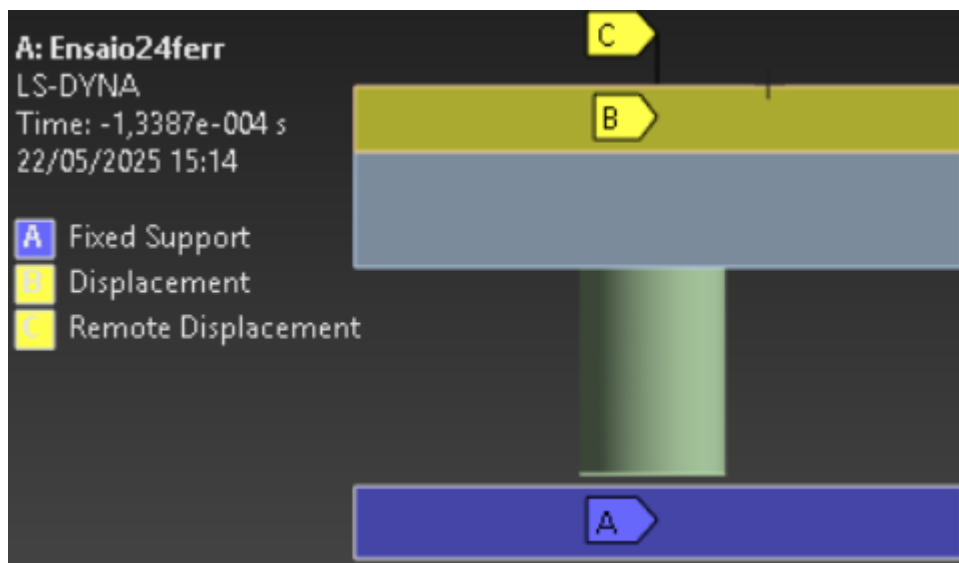 A: Ensaio24ferr
LS-DYNA
Time: -1,3387e-004 s
22/05/2025 15:14
A Fixed Support
B Displacement
C Remote Displacement
C
B
A